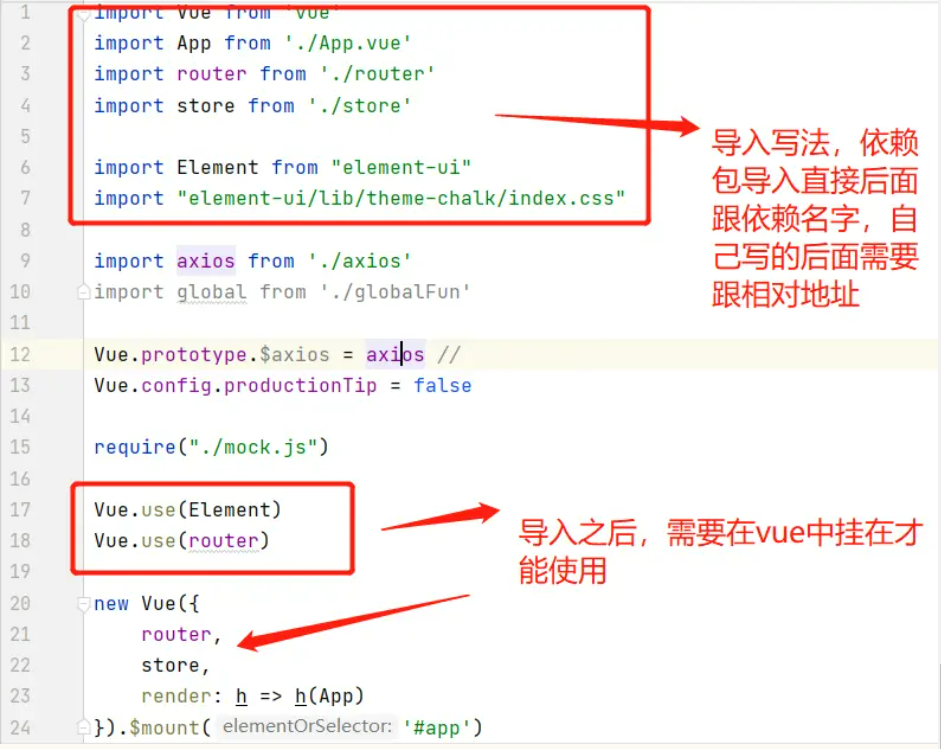 1 import Vue from 'vue'
2 import App from './App.vue'
3 import router from './router'
4 import store from './store'
5
6 import Element from "element-ui"
7 import "element-ui/lib/theme-chalk/index.css"
8
9 import axios from './axios'
10 import global from './globalFun'
11
12 Vue.prototype.$axios = axios //
13 Vue.config.productionTip = false
14
15 require("./mock.js")
16
17 Vue.use(Element)
18 Vue.use(router)
19
20 new Vue({
21 router,
22 store,
23 render: h => h(App)
24 }).$mount( elementOrSelector: '#app')
导入写法，依赖
包导入直接后面
跟依赖名字，自
己写的后面需要
跟相对地址
导入之后，需要在vue中挂在才
能使用